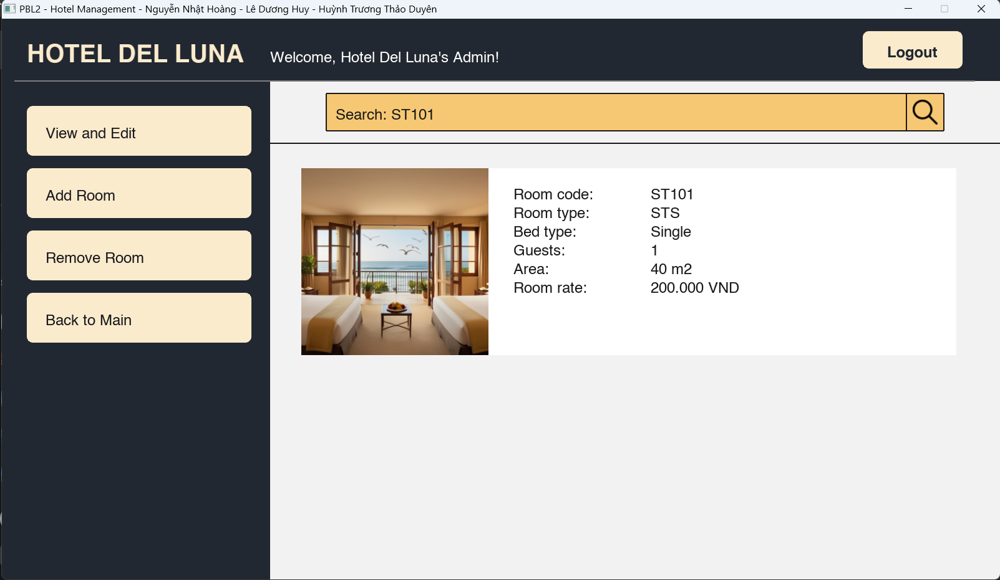 PBL2 - Hotel Management - Nguyễn Nhật Hoàng - Lê Dương Huy - Huỳnh Trương Thảo Duyên
HOTEL DEL LUNA
Welcome, Hotel Del Luna's Admin!
Logout
View and Edit
Add Room
Remove Room
Back to Main
Search: ST101
Room code: ST101
Room type: STS
Bed type: Single
Guests: 1
Area: 40 m2
Room rate: 200.000 VND